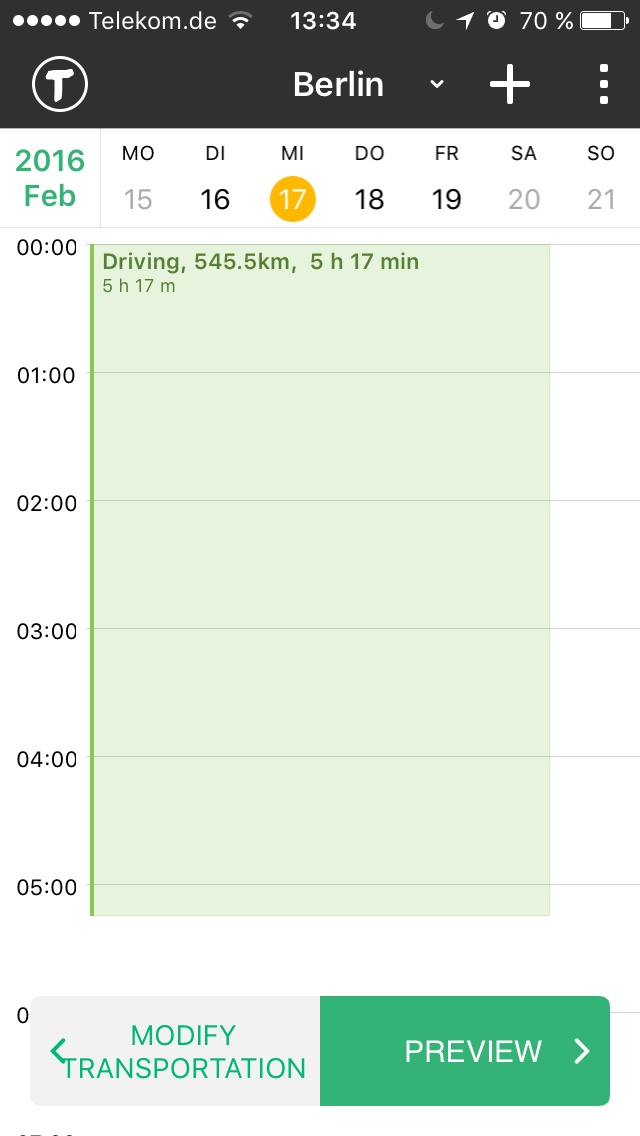 Telekom.de 13:34 70 %
T Berlin
2016
Feb
MO DI MI DO FR SA SO
15 16 17 18 19 20 21
00:00
Driving, 545.5km,  5 h 17 min
5 h 17 m
01:00
02:00
03:00
04:00
05:00
0
MODIFY
TRANSPORTATION
PREVIEW